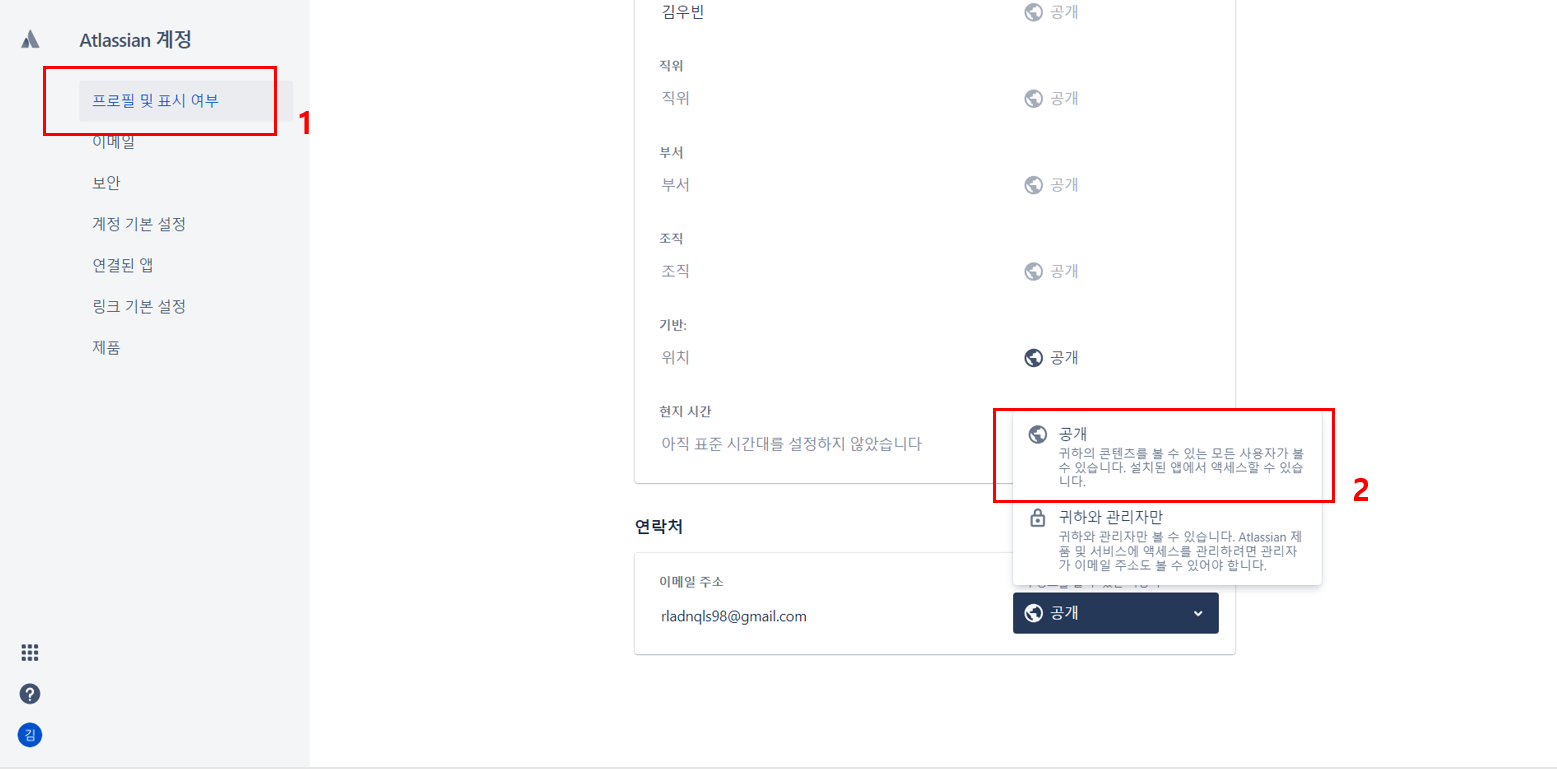 Atlassian 계정
프로필 및 표시 여부
1
이메일
보안
계정 기본 설정
연결된 앱
링크 기본 설정
제품
김
김우빈
공개
직위
직위
공개
부서
부서
공개
조직
조직
공개
기반:
위치
공개
현지 시간
아직 표준 시간대를 설정하지 않았습니다
공개
귀하의 콘텐츠를 볼 수 있는 모든 사용자가 볼
수 있습니다. 설치된 앱에서 액세스할 수 있습
니다.
2
귀하와 관리자만
귀하와 관리자만 볼 수 있습니다. Atlassian 제
품 및 서비스에 액세스를 관리하려면 관리자
가 이메일 주소도 볼 수 있어야 합니다.
연락처
이메일 주소
rladnqls98@gmail.com
공개